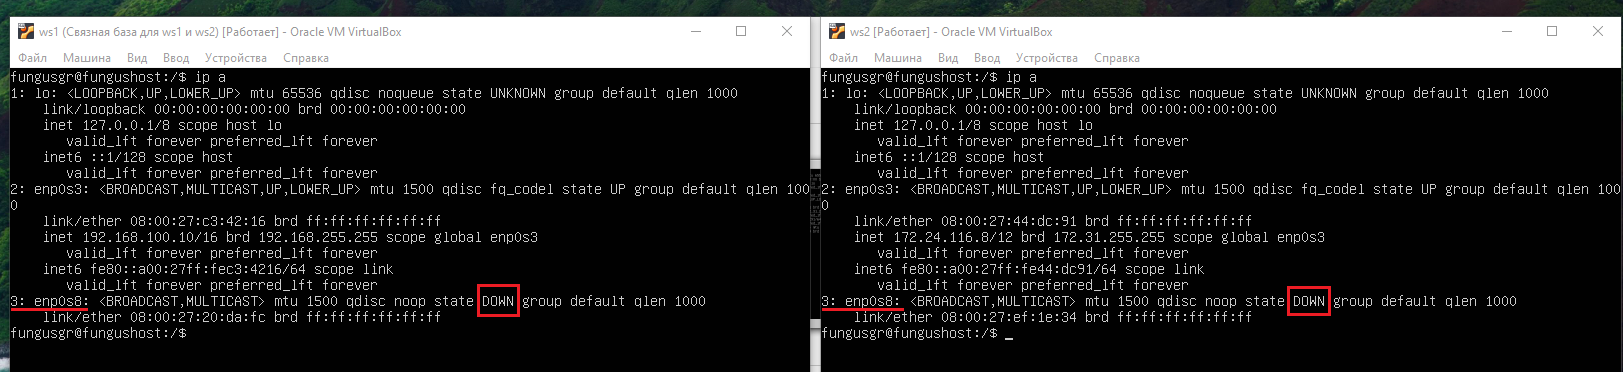 ws1 (Связная база для ws1 и ws2) [Работает] - Oracle VM VirtualBox
Файл Машина Вид Ввод Устройства Справка
fungusgr@fungushost:/$ ip a
1: lo: <LOOPBACK,UP,LOWER_UP> mtu 65536 qdisc noqueue state UNKNOWN group default qlen 1000
    link/loopback 00:00:00:00:00:00 brd 00:00:00:00:00:00
    inet 127.0.0.1/8 scope host lo
       valid_lft forever preferred_lft forever
    inet6 ::1/128 scope host
       valid_lft forever preferred_lft forever
2: enp0s3: <BROADCAST,MULTICAST,UP,LOWER_UP> mtu 1500 qdisc fq_codel state UP group default qlen 100
0
    link/ether 08:00:27:c3:42:16 brd ff:ff:ff:ff:ff:ff
    inet 192.168.100.10/16 brd 192.168.255.255 scope global enp0s3
       valid_lft forever preferred_lft forever
    inet6 fe80::a00:27ff:fec3:4216/64 scope link
       valid_lft forever preferred_lft forever
3: enp0s8: <BROADCAST,MULTICAST> mtu 1500 qdisc noop state DOWN group default qlen 1000
    link/ether 08:00:27:20:da:fc brd ff:ff:ff:ff:ff:ff
fungusgr@fungushost:/$
ws2 [Работает] - Oracle VM VirtualBox
Файл Машина Вид Ввод Устройства Справка
fungusgr@fungushost:/$ ip a
1: lo: <LOOPBACK,UP,LOWER_UP> mtu 65536 qdisc noqueue state UNKNOWN group default qlen 1000
    link/loopback 00:00:00:00:00:00 brd 00:00:00:00:00:00
    inet 127.0.0.1/8 scope host lo
       valid_lft forever preferred_lft forever
    inet6 ::1/128 scope host
       valid_lft forever preferred_lft forever
2: enp0s3: <BROADCAST,MULTICAST,UP,LOWER_UP> mtu 1500 qdisc fq_codel state UP group default qlen 100
0
    link/ether 08:00:27:44:dc:91 brd ff:ff:ff:ff:ff:ff
    inet 172.24.116.8/12 brd 172.31.255.255 scope global enp0s3
       valid_lft forever preferred_lft forever
    inet6 fe80::a00:27ff:fe44:dc91/64 scope link
       valid_lft forever preferred_lft forever
3: enp0s8: <BROADCAST,MULTICAST> mtu 1500 qdisc noop state DOWN group default qlen 1000
    link/ether 08:00:27:ef:1e:34 brd ff:ff:ff:ff:ff:ff
fungusgr@fungushost:/$ _